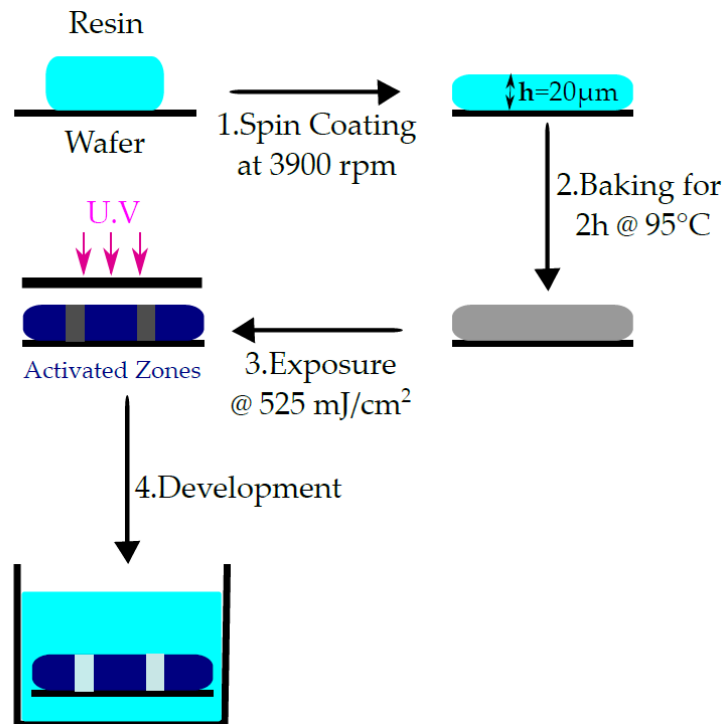 Resin
Wafer
1.Spin Coating
at 3900 rpm
h=20μm
2.Baking for
2h @ 95°C
U.V
Activated Zones
3.Exposure
@ 525 mJ/cm²
4.Development